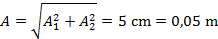 A = √(A₁² + A₂²) = 5 cm = 0,05 m